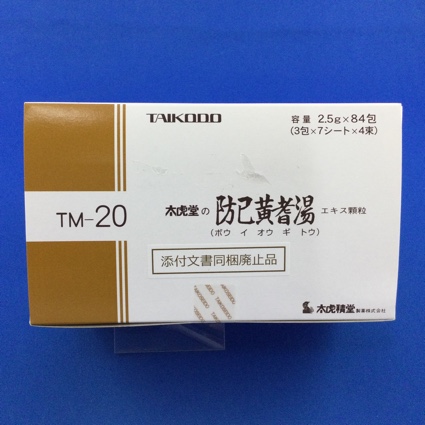 TAIKODO
容量 2.5g×84包
(3包×7シート×4束)
TM-20
太虎堂の 防已黄耆湯 エキス顆粒
(ボウイオウギトウ)
添付文書同梱廃止品
太虎精堂製薬株式会社